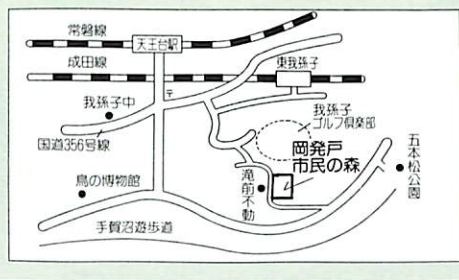 常磐線
天王台駅
成田線
東我孫子
〒
我孫子中
我孫子
ゴルフ倶楽部
国道356号線
岡発戸
市民の森
五本松公園
鳥の博物館
滝前不動
手賀沼遊歩道